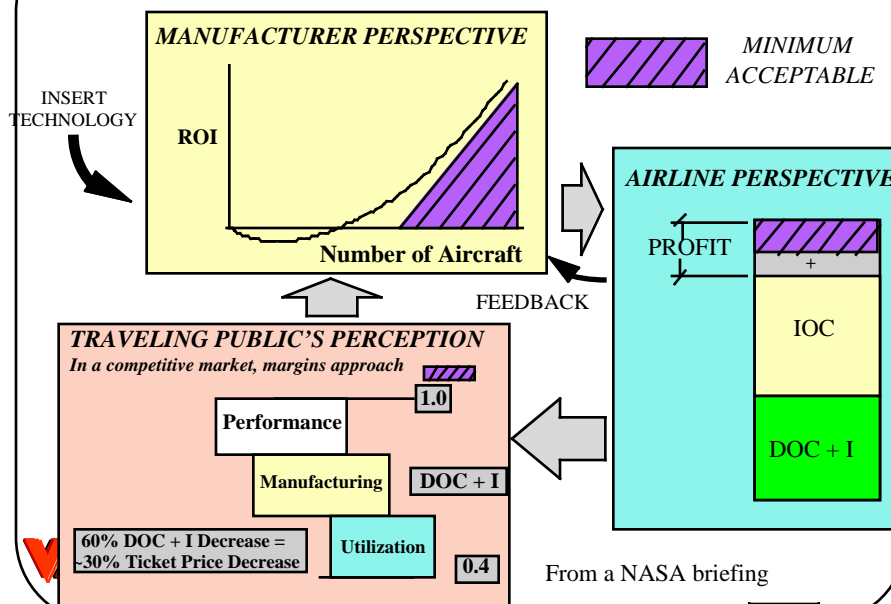 MANUFACTURER PERSPECTIVE
MINIMUM
ACCEPTABLE
INSERT
TECHNOLOGY
ROI
Number of Aircraft
AIRLINE PERSPECTIVE
PROFIT
+
IOC
DOC + I
FEEDBACK
TRAVELING PUBLIC'S PERCEPTION
In a competitive market, margins approach
1.0
Performance
Manufacturing
DOC + I
Utilization
60% DOC + I Decrease =
~30% Ticket Price Decrease
0.4
From a NASA briefing